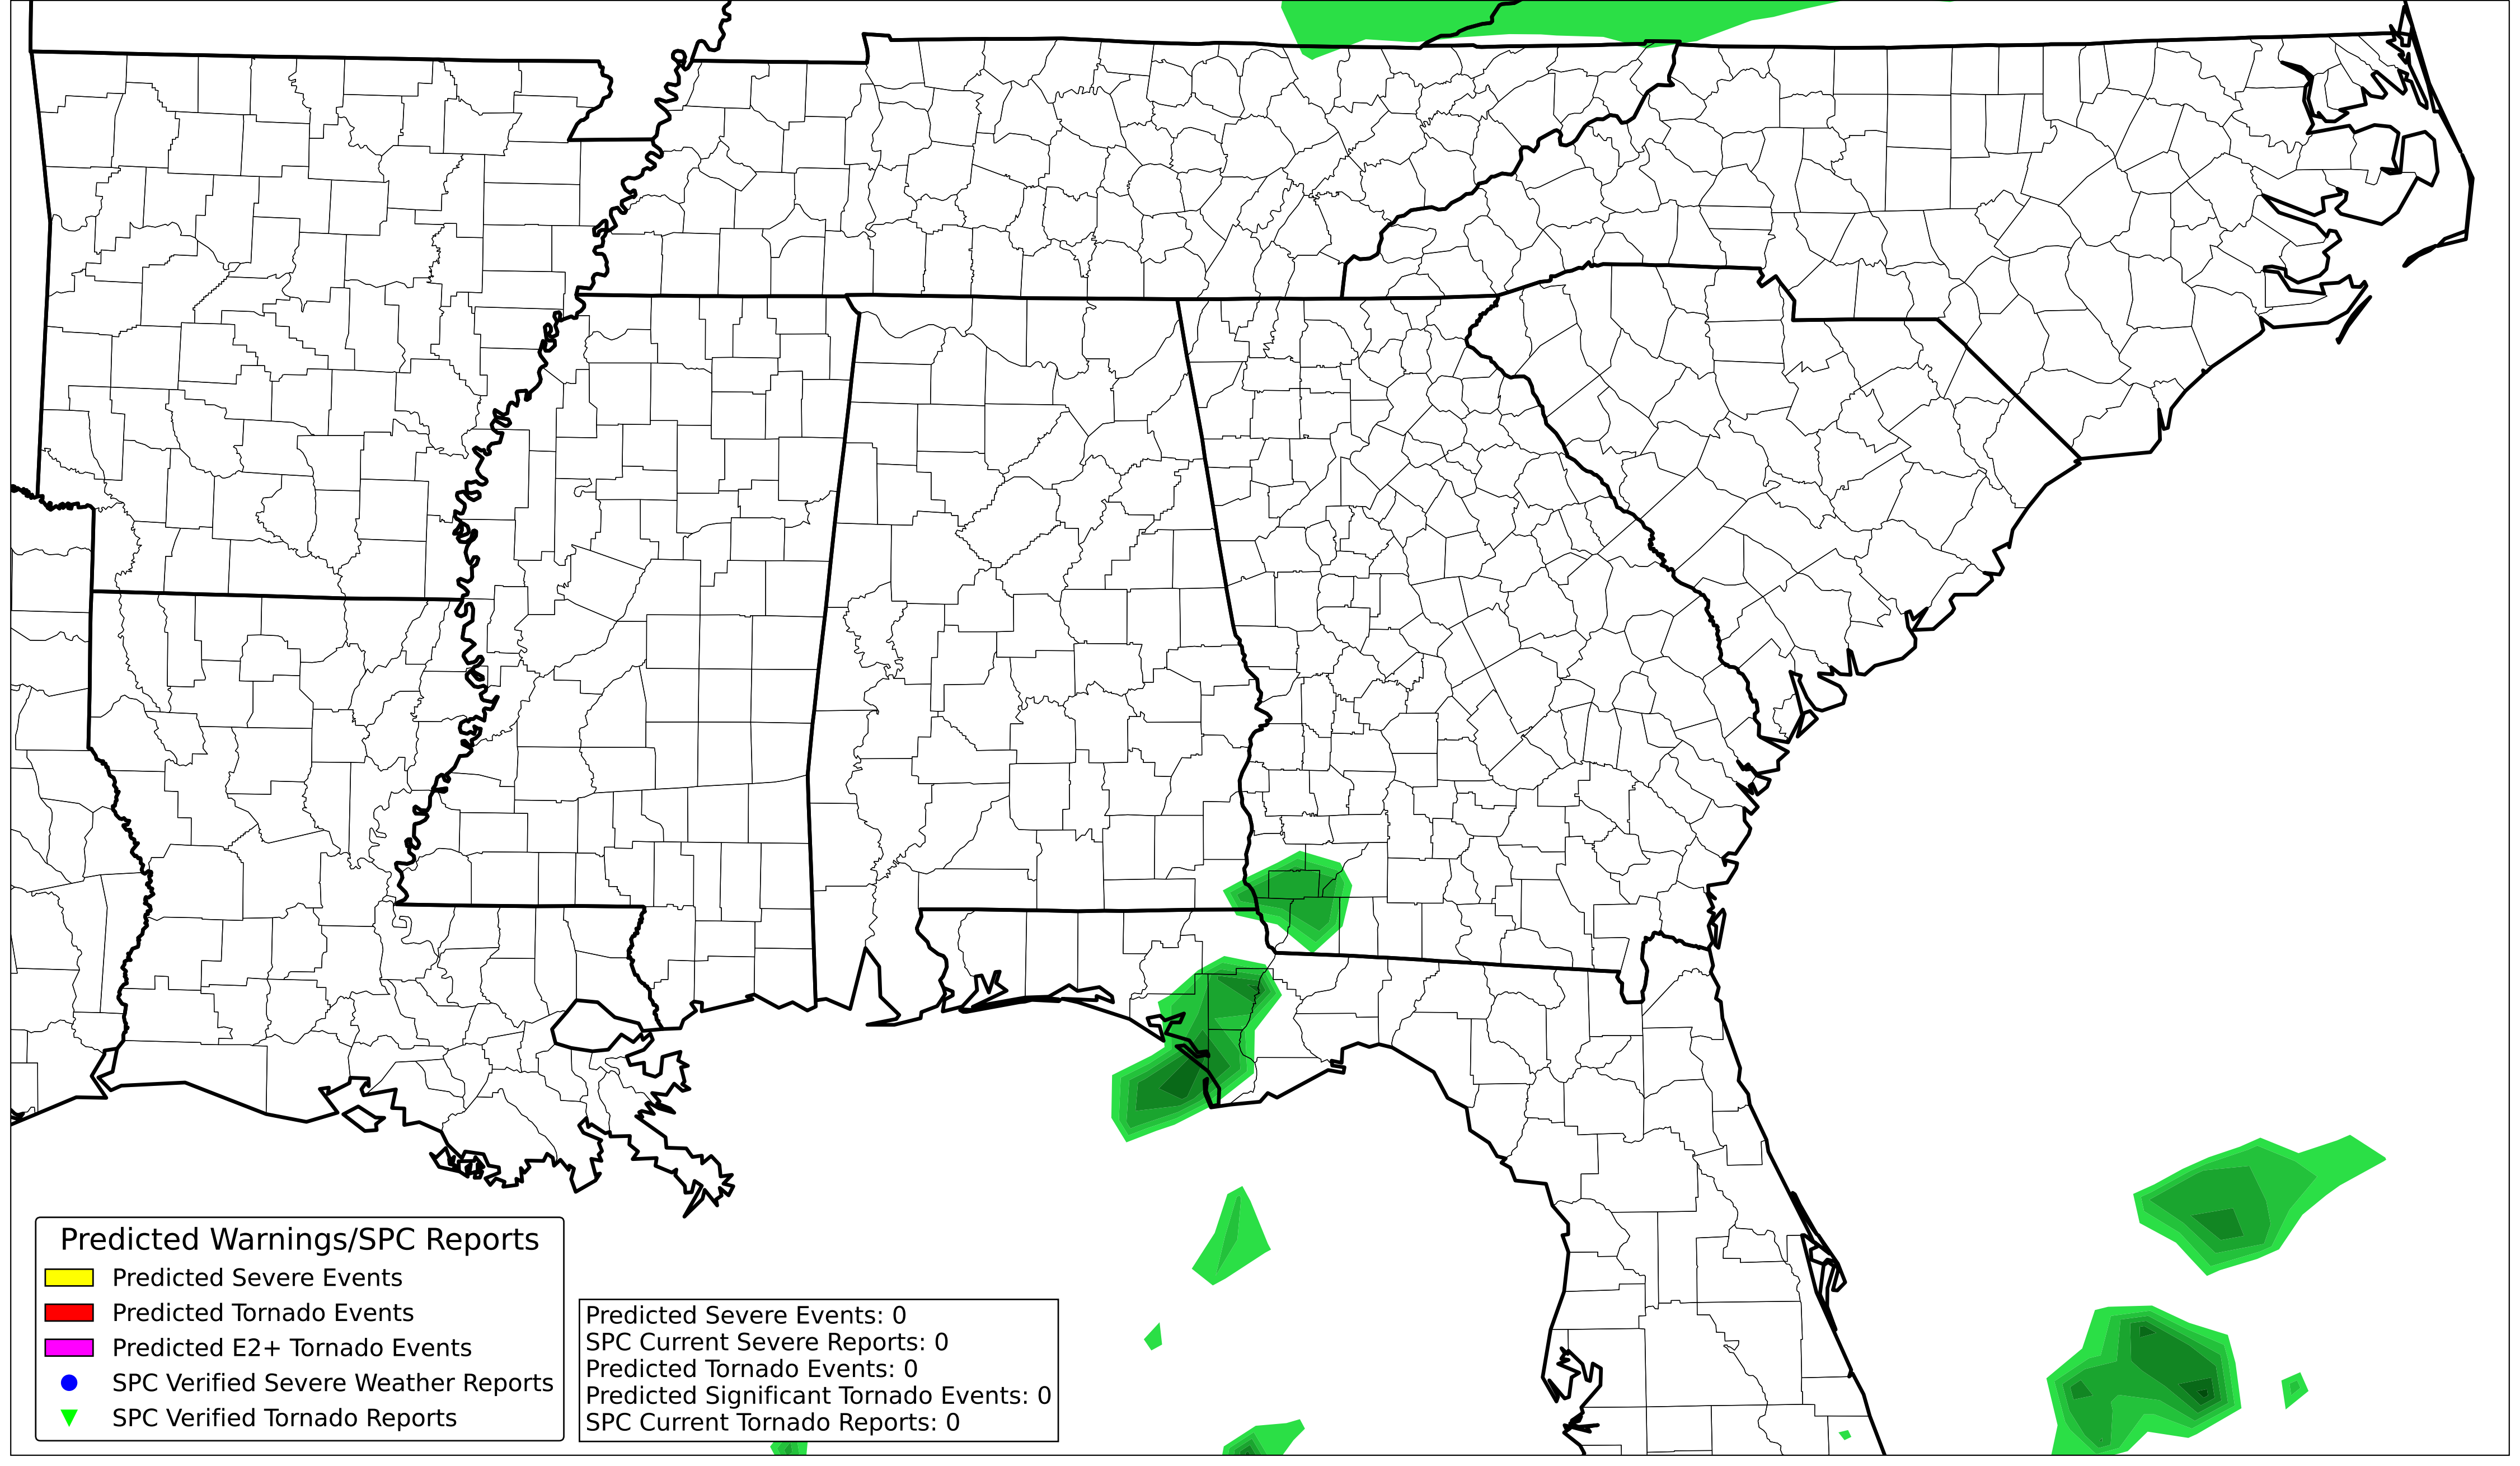 Predicted Warnings/SPC Reports
Predicted Severe Events
Predicted Tornado Events
Predicted E2+ Tornado Events
SPC Verified Severe Weather Reports
SPC Verified Tornado Reports
Predicted Severe Events: 0
SPC Current Severe Reports: 0
Predicted Tornado Events: 0
Predicted Significant Tornado Events: 0
SPC Current Tornado Reports: 0